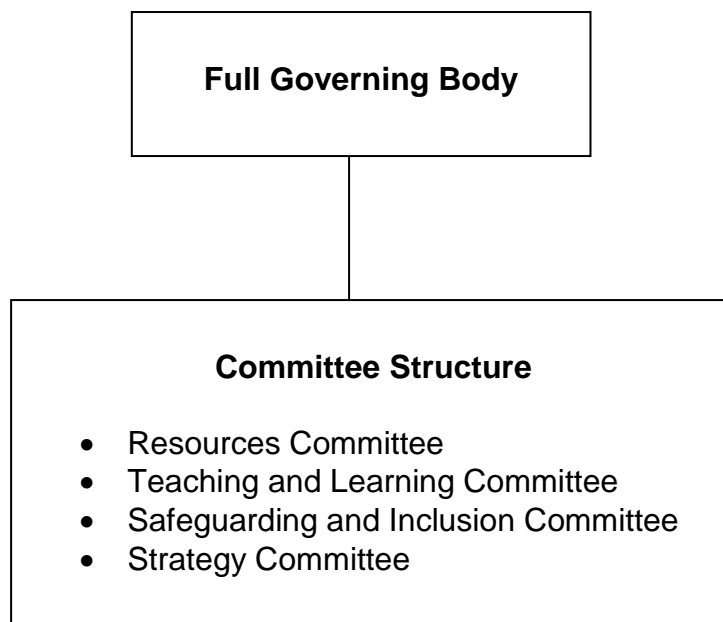 Full Governing Body
Committee Structure
• Resources Committee
• Teaching and Learning Committee
• Safeguarding and Inclusion Committee
• Strategy Committee